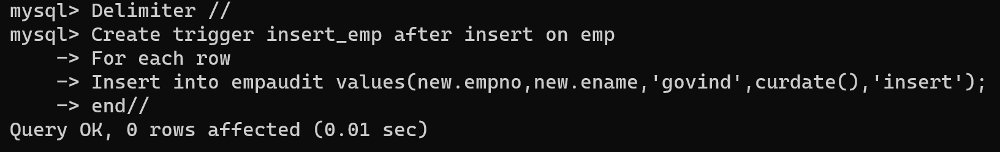 mysql> Delimiter //
mysql> Create trigger insert_emp after insert on emp
    -> For each row
    -> Insert into empaudit values(new.empno,new.ename,'govind',curdate(),'insert');
    -> end//
Query OK, 0 rows affected (0.01 sec)